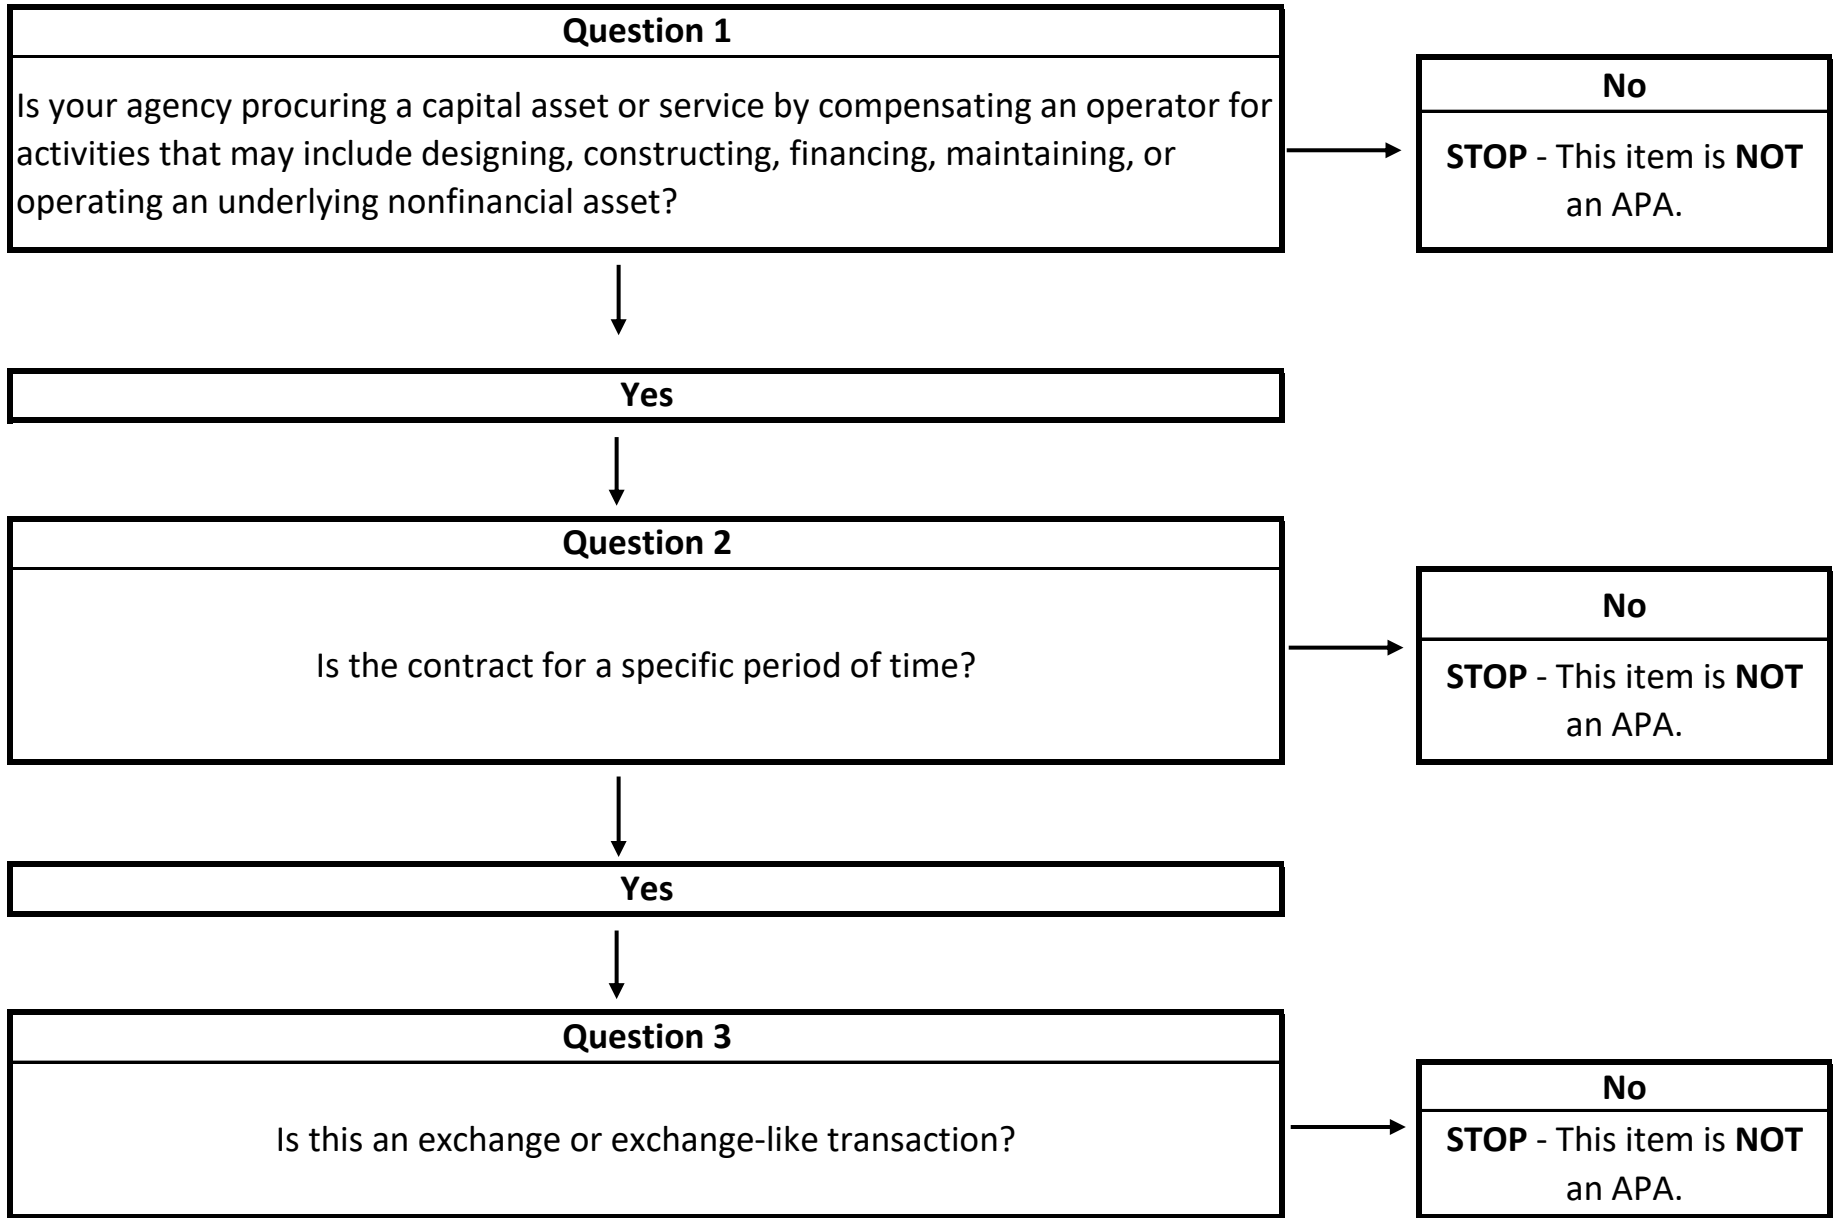 Question 1
Is your agency procuring a capital asset or service by compensating an operator for
activities that may include designing, constructing, financing, maintaining, or
operating an underlying nonfinancial asset?
No
STOP - This item is NOT
an APA.
Yes
Question 2
Is the contract for a specific period of time?
No
STOP - This item is NOT
an APA.
Yes
Question 3
Is this an exchange or exchange-like transaction?
No
STOP - This item is NOT
an APA.